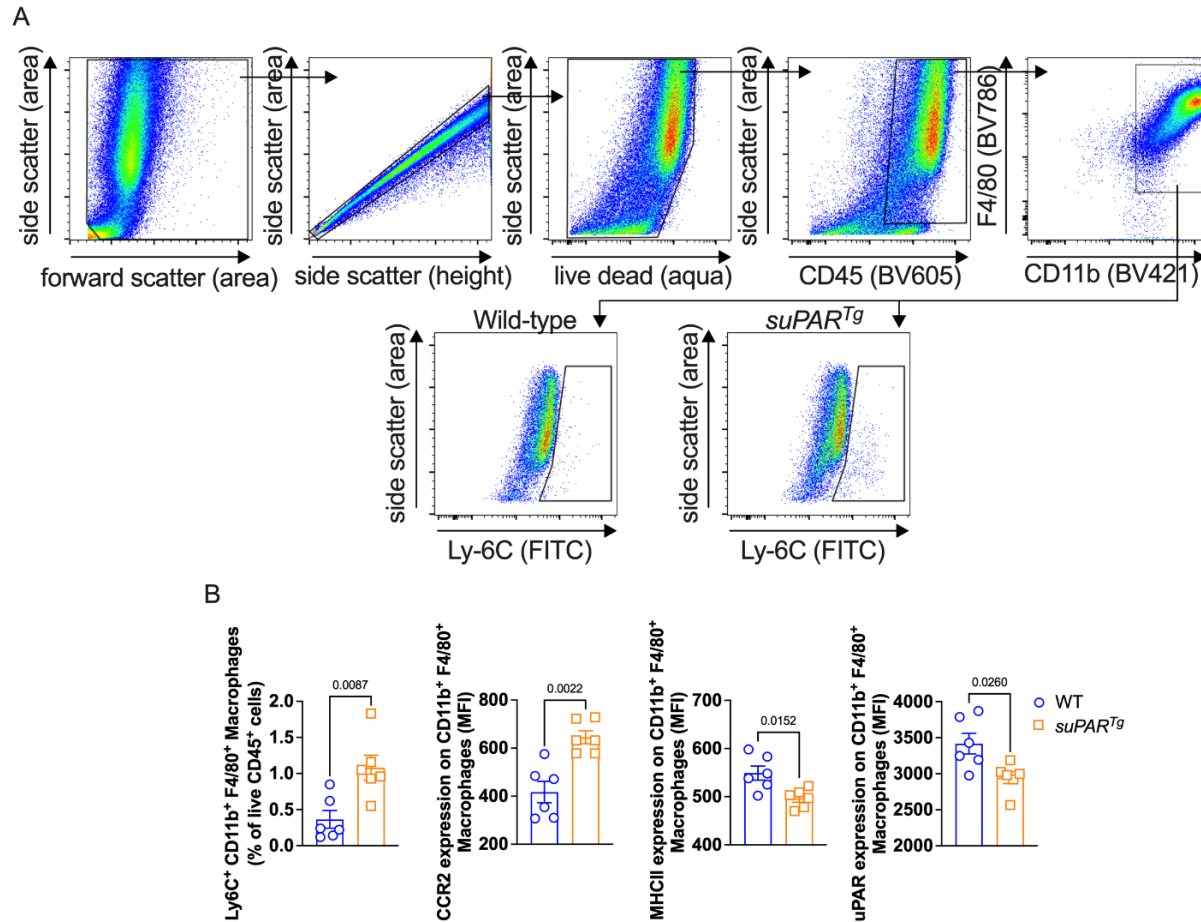 A
side scatter (area)
forward scatter (area)
side scatter (area)
side scatter (height)
side scatter (area)
live dead (aqua)
side scatter (area)
CD45 (BV605)
F4/80 (BV786)
CD11b (BV421)
Wild-type
side scatter (area)
Ly-6C (FITC)
suPARTg
side scatter (area)
Ly-6C (FITC)
B
Ly6C+ CD11b+ F4/80+ Macrophages
(% of live CD45+ cells)
2.0
1.5
1.0
0.5
0.0
0.0087
CCR2 expression on CD11b+ F4/80+
Macrophages (MFI)
800
600
400
200
0.0022
MHCII expression on CD11b+ F4/80+
Macrophages (MFI)
700
600
500
400
0.0152
uPAR expression on CD11b+ F4/80+
Macrophages (MFI)
4000
3500
3000
2500
2000
0.0260
WT
suPARTg